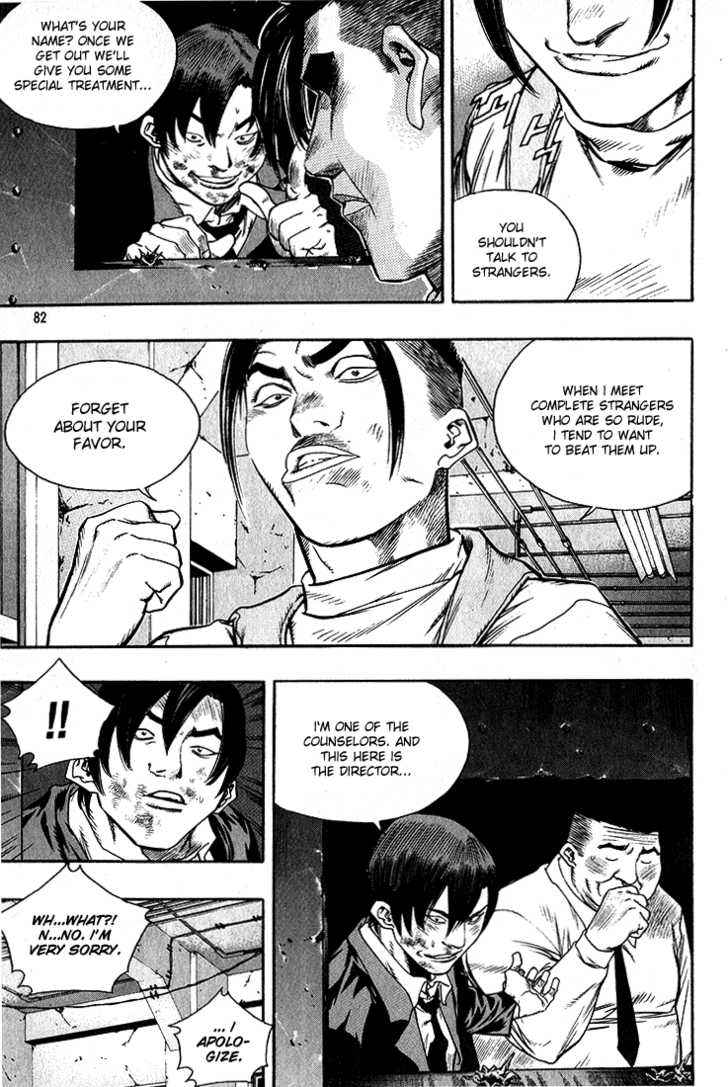 WHAT'S YOUR
NAME? ONCE WE
GET OUT WE'LL
GIVE YOU SOME
SPECIAL TREATMENT...
YOU
SHOULDN'T
TALK TO
STRANGERS.
82
FORGET
ABOUT YOUR
FAVOR.
WHEN I MEET
COMPLETE STRANGERS
WHO ARE SO RUDE,
I TEND TO WANT
TO BEAT THEM UP.
!!
WH...WHAT?!
N...NO. I'M
VERY SORRY.
... I
APOLO-
GIZE.
I'M ONE OF THE
COUNSELORS. AND
THIS HERE IS
THE DIRECTOR...